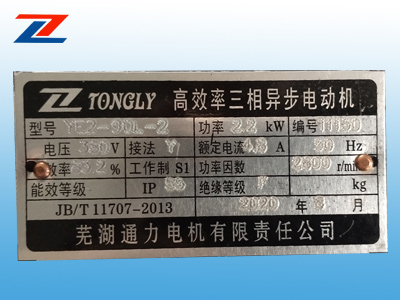 TONGLY 高效率三相异步电动机
型号 YE2-90L-2 功率 2.2 kW 编号
电压 380 V 接法 Y 额定电流 A Hz
效率 % 工作制 S1 功率因数 r/min
能效等级 IP 绝缘等级 F kg
JB/T 11707-2013 2020 年 月
芜湖通力电机有限责任公司